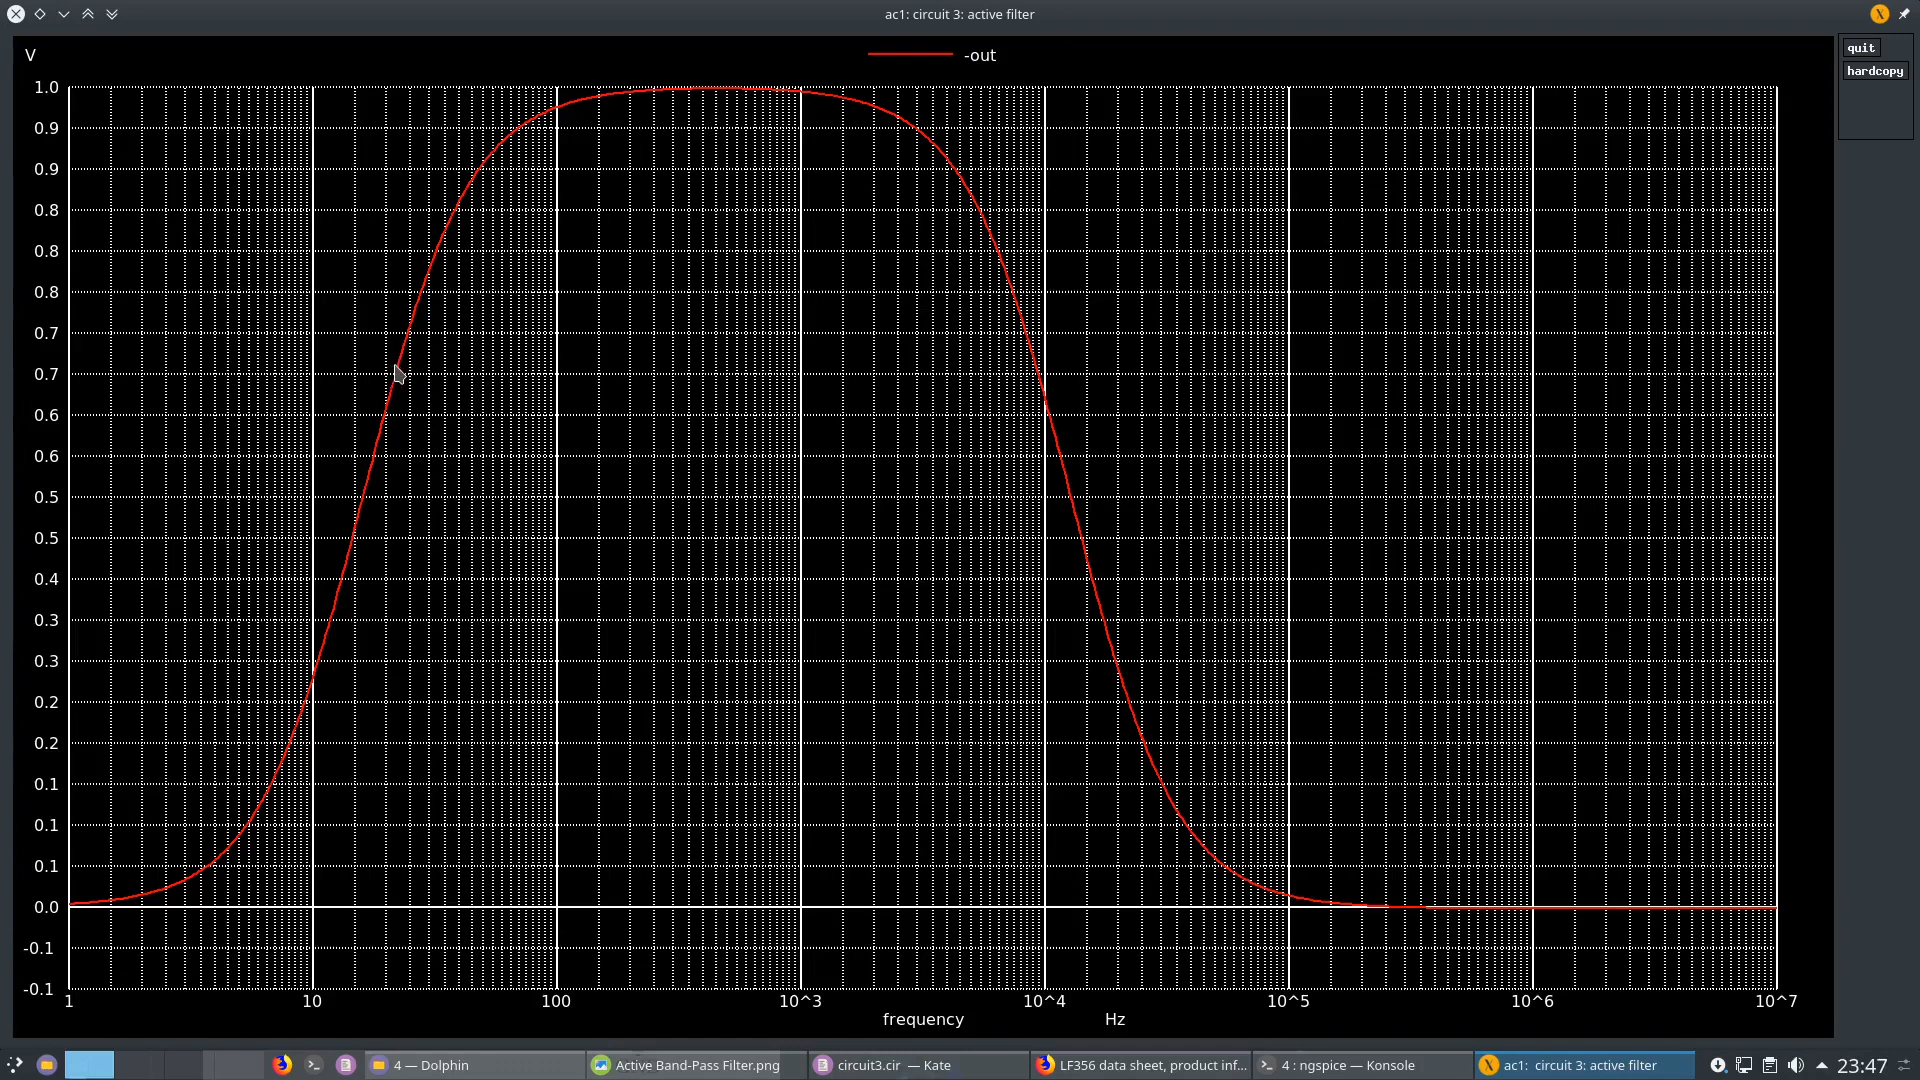 ac1: circuit 3: active filter
X
V
-out
quit
hardcopy
1.0
0.9
0.9
0.8
0.8
0.8
0.7
0.7
0.6
0.6
0.5
0.5
0.4
0.3
0.3
0.2
0.2
0.1
0.1
0.1
0.0
-0.1
-0.1
1 10 100 10^3 10^4 10^5 10^6 10^7
frequency Hz
4 — Dolphin Active Band-Pass Filter.png circuit3.cir — Kate LF356 data sheet, product inf... 4 : ngspice — Konsole X ac1: circuit 3: active filter 23:47